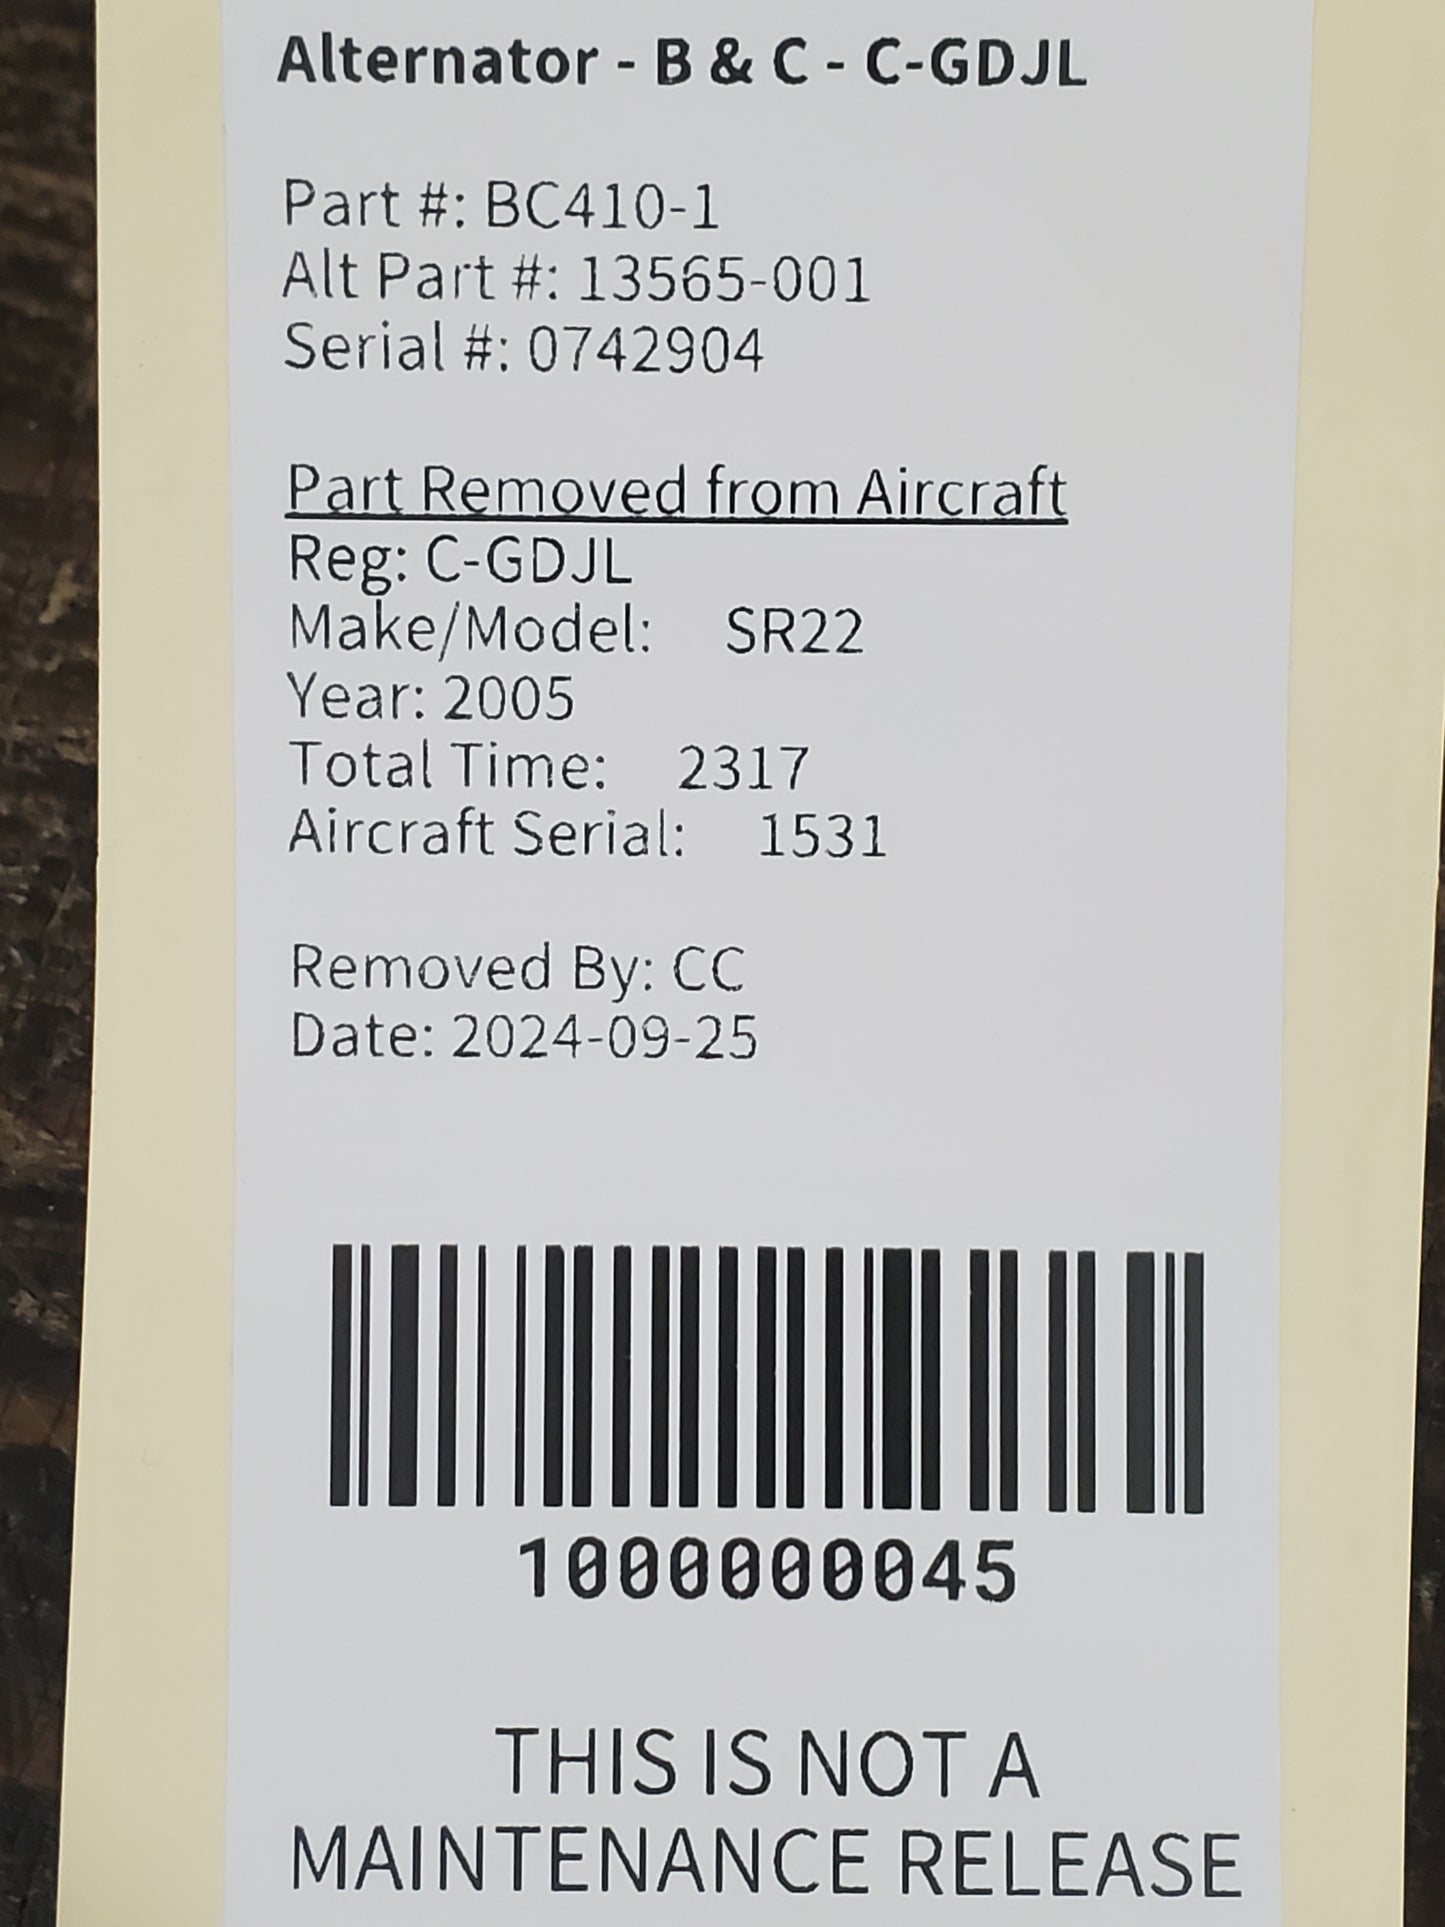 Alternator - B & C - C-GDJL
Part #: BC410-1
Alt Part #: 13565-001
Serial #: 0742904
Part Removed from Aircraft
Reg: C-GDJL
Make/Model: SR22
Year: 2005
Total Time: 2317
Aircraft Serial: 1531
Removed By: CC
Date: 2024-09-25
1000000045
THIS IS NOT A
MAINTENANCE RELEASE